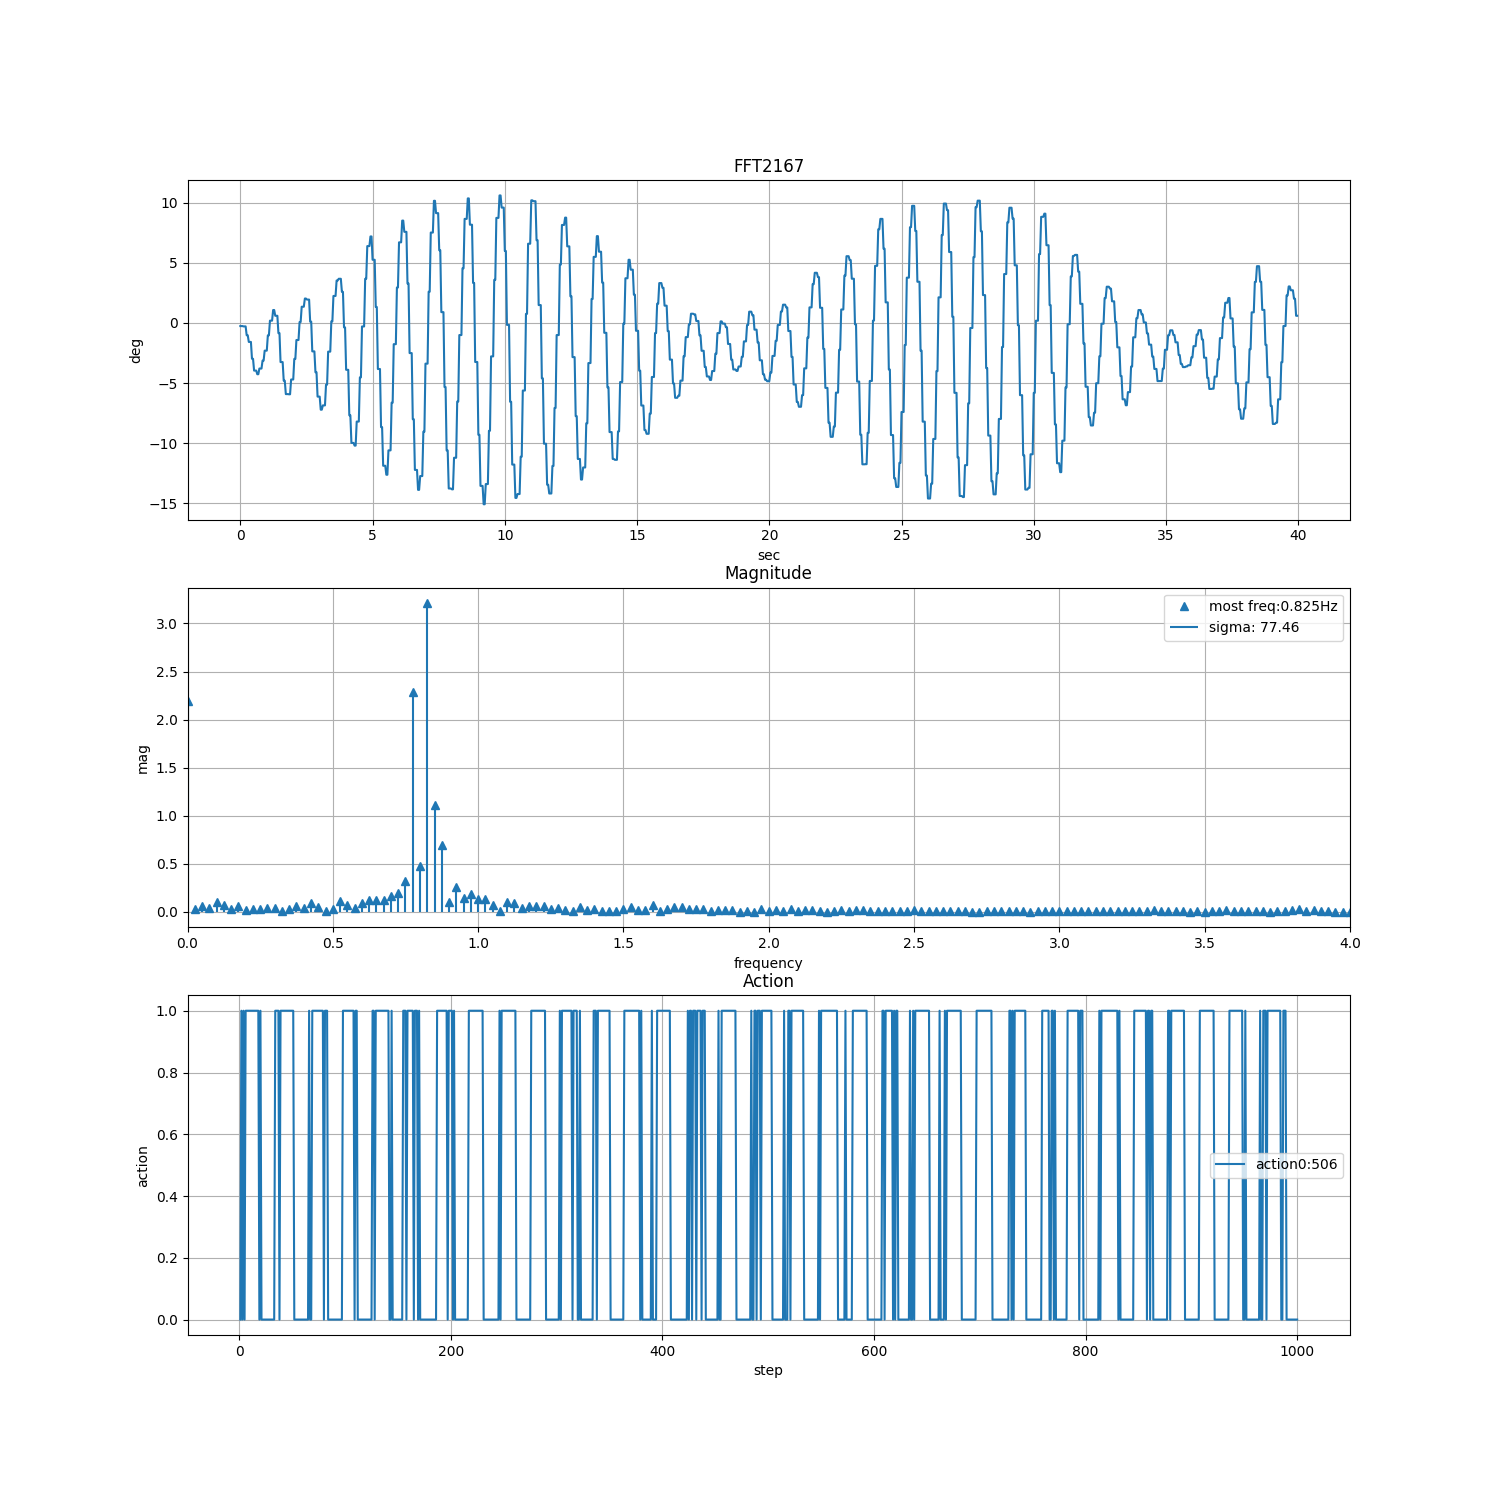 FFT2167
10
5
0
−5
−10
−15
deg
0 5 10 15 20 25 30 35 40
sec
Magnitude
most freq:0.825Hz
sigma: 77.46
3.0
2.5
2.0
1.5
1.0
0.5
0.0
mag
0.0 0.5 1.0 1.5 2.0 2.5 3.0 3.5 4.0
frequency
Action
1.0
0.8
0.6
0.4
0.2
0.0
action
action0:506
0 200 400 600 800 1000
step